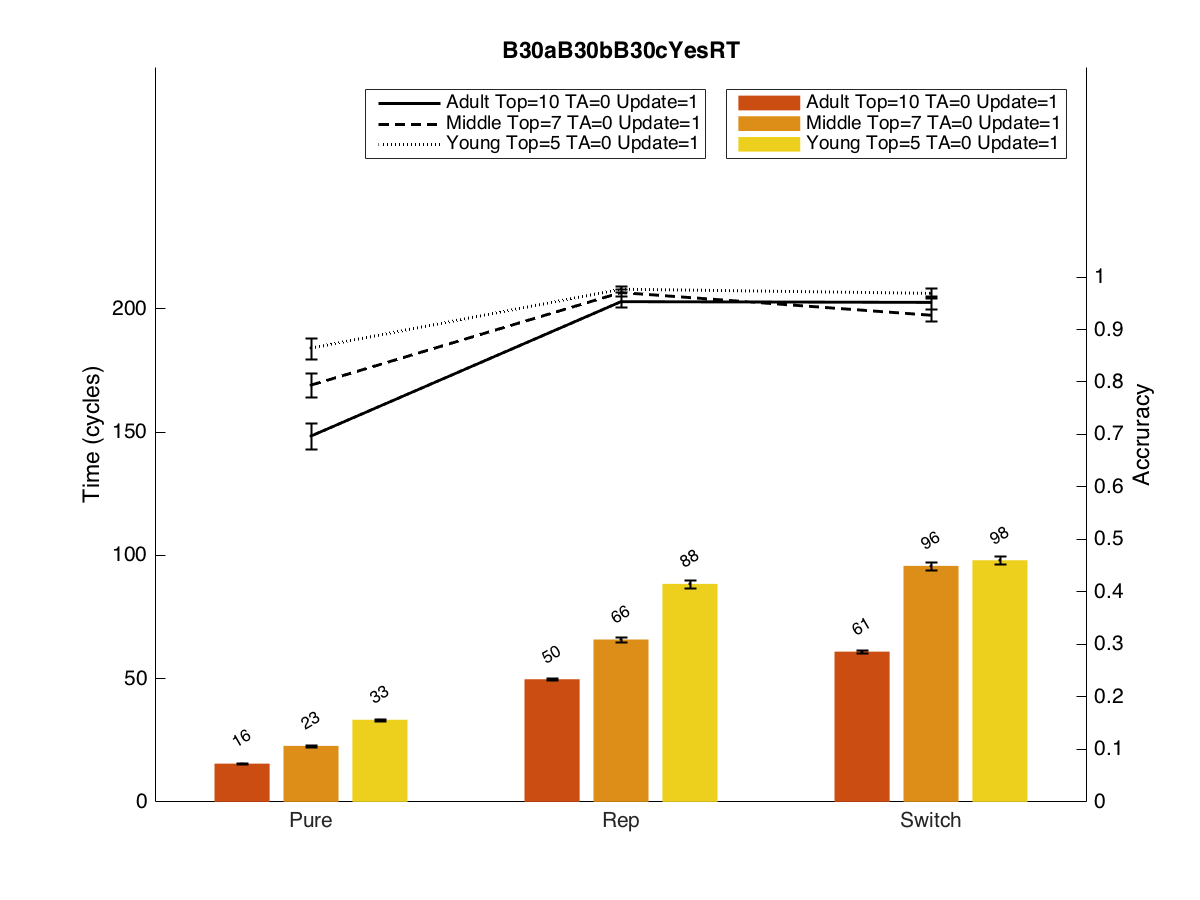 B30aB30bB30cYesRT
Adult Top=10 TA=0 Update=1
Middle Top=7 TA=0 Update=1
Young Top=5 TA=0 Update=1
Adult Top=10 TA=0 Update=1
Middle Top=7 TA=0 Update=1
Young Top=5 TA=0 Update=1
Time (cycles)
200
150
100
50
0
Accruracy
1
0.9
0.8
0.7
0.6
0.5
0.4
0.3
0.2
0.1
0
16
23
33
50
66
88
61
96
98
Pure
Rep
Switch